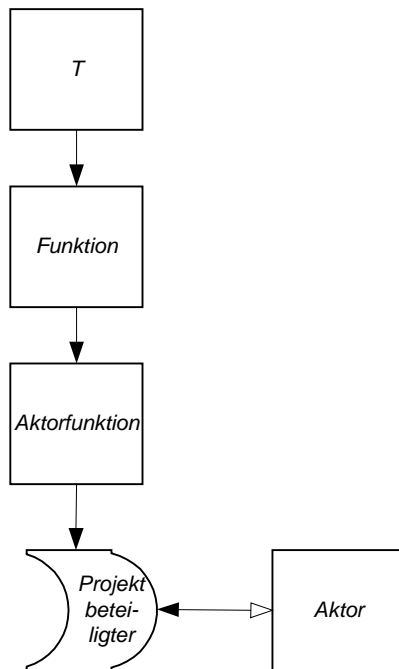 T
Funktion
Aktorfunktion
Projekt
betei-
ligter
Aktor